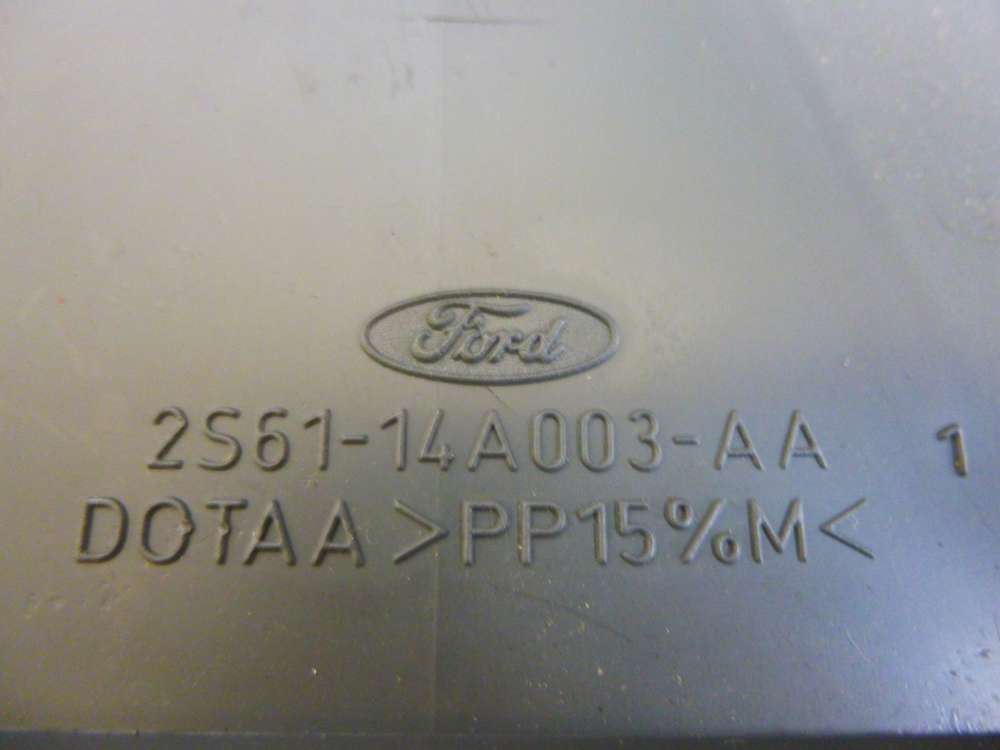 Ford
2S61-14A003-AA 1
DOTAA >PP15%M<